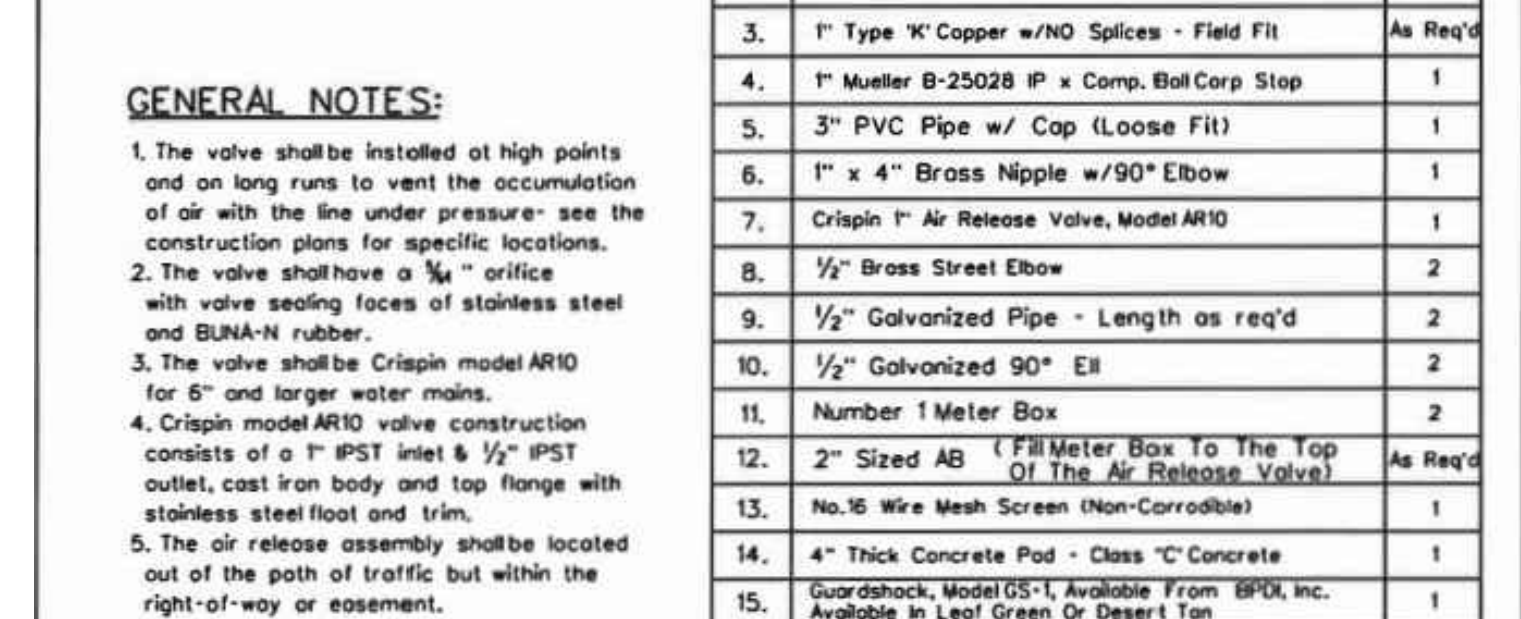 GENERAL NOTES:
1. The valve shall be installed at high points
and on long runs to vent the accumulation
of air with the line under pressure- see the
construction plans for specific locations.
2. The valve shall have a " orifice
with valve sealing faces of stainless steel
and BUNA-N rubber.
3. The valve shall be Crispin model AR10
for 6" and larger water mains.
4. Crispin model AR10 valve construction
consists of a 1" IPST inlet & 1/2" IPST
outlet, cast iron body and top flange with
stainless steel float and trim.
5. The air release assembly shall be located
out of the path of traffic but within the
right-of-way or easement.
3. 1" Type 'K' Copper w/NO Splices - Field Fit As Req'd
4. 1" Mueller B-25028 IP x Comp. Ball Corp Stop 1
5. 3" PVC Pipe w/ Cap (Loose Fit) 1
6. 1" x 4" Brass Nipple w/90° Elbow 1
7. Crispin 1" Air Release Valve, Model AR10 1
8. 1/2" Brass Street Elbow 2
9. 1/2" Galvanized Pipe - Length as req'd 2
10. 1/2" Galvanized 90° Ell 2
11. Number 1 Meter Box 2
12. 2" Sized AB ( Fill Meter Box To The Top
Of The Air Release Valve) As Req'd
13. No.16 Wire Mesh Screen (Non-Corrodible) 1
14. 4" Thick Concrete Pad - Class "C" Concrete 1
15. Guardshack, Model GS-1, Available From BPDI, Inc.
Available In Leaf Green Or Desert Tan 1